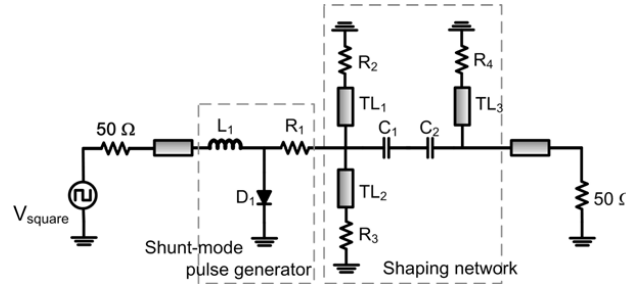 R₂
R₄
TL₁
TL₃
50 Ω
L₁
R₁
C₁
C₂
D₁
TL₂
V_square
50 Ω
Shunt-mode
pulse generator
R₃
Shaping network